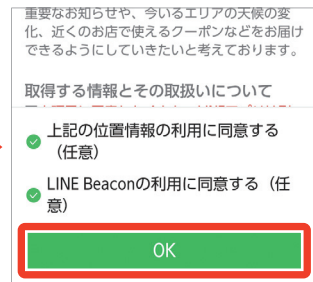 重要なお知らせや、今いるエリアの天候の変
化、近くのお店で使えるクーポンなどをお届け
できるようにしていきたいと考えております。
取得する情報とその取扱いについて
上記の位置情報の利用に同意する
（任意）
LINE Beaconの利用に同意する（任
意）
OK